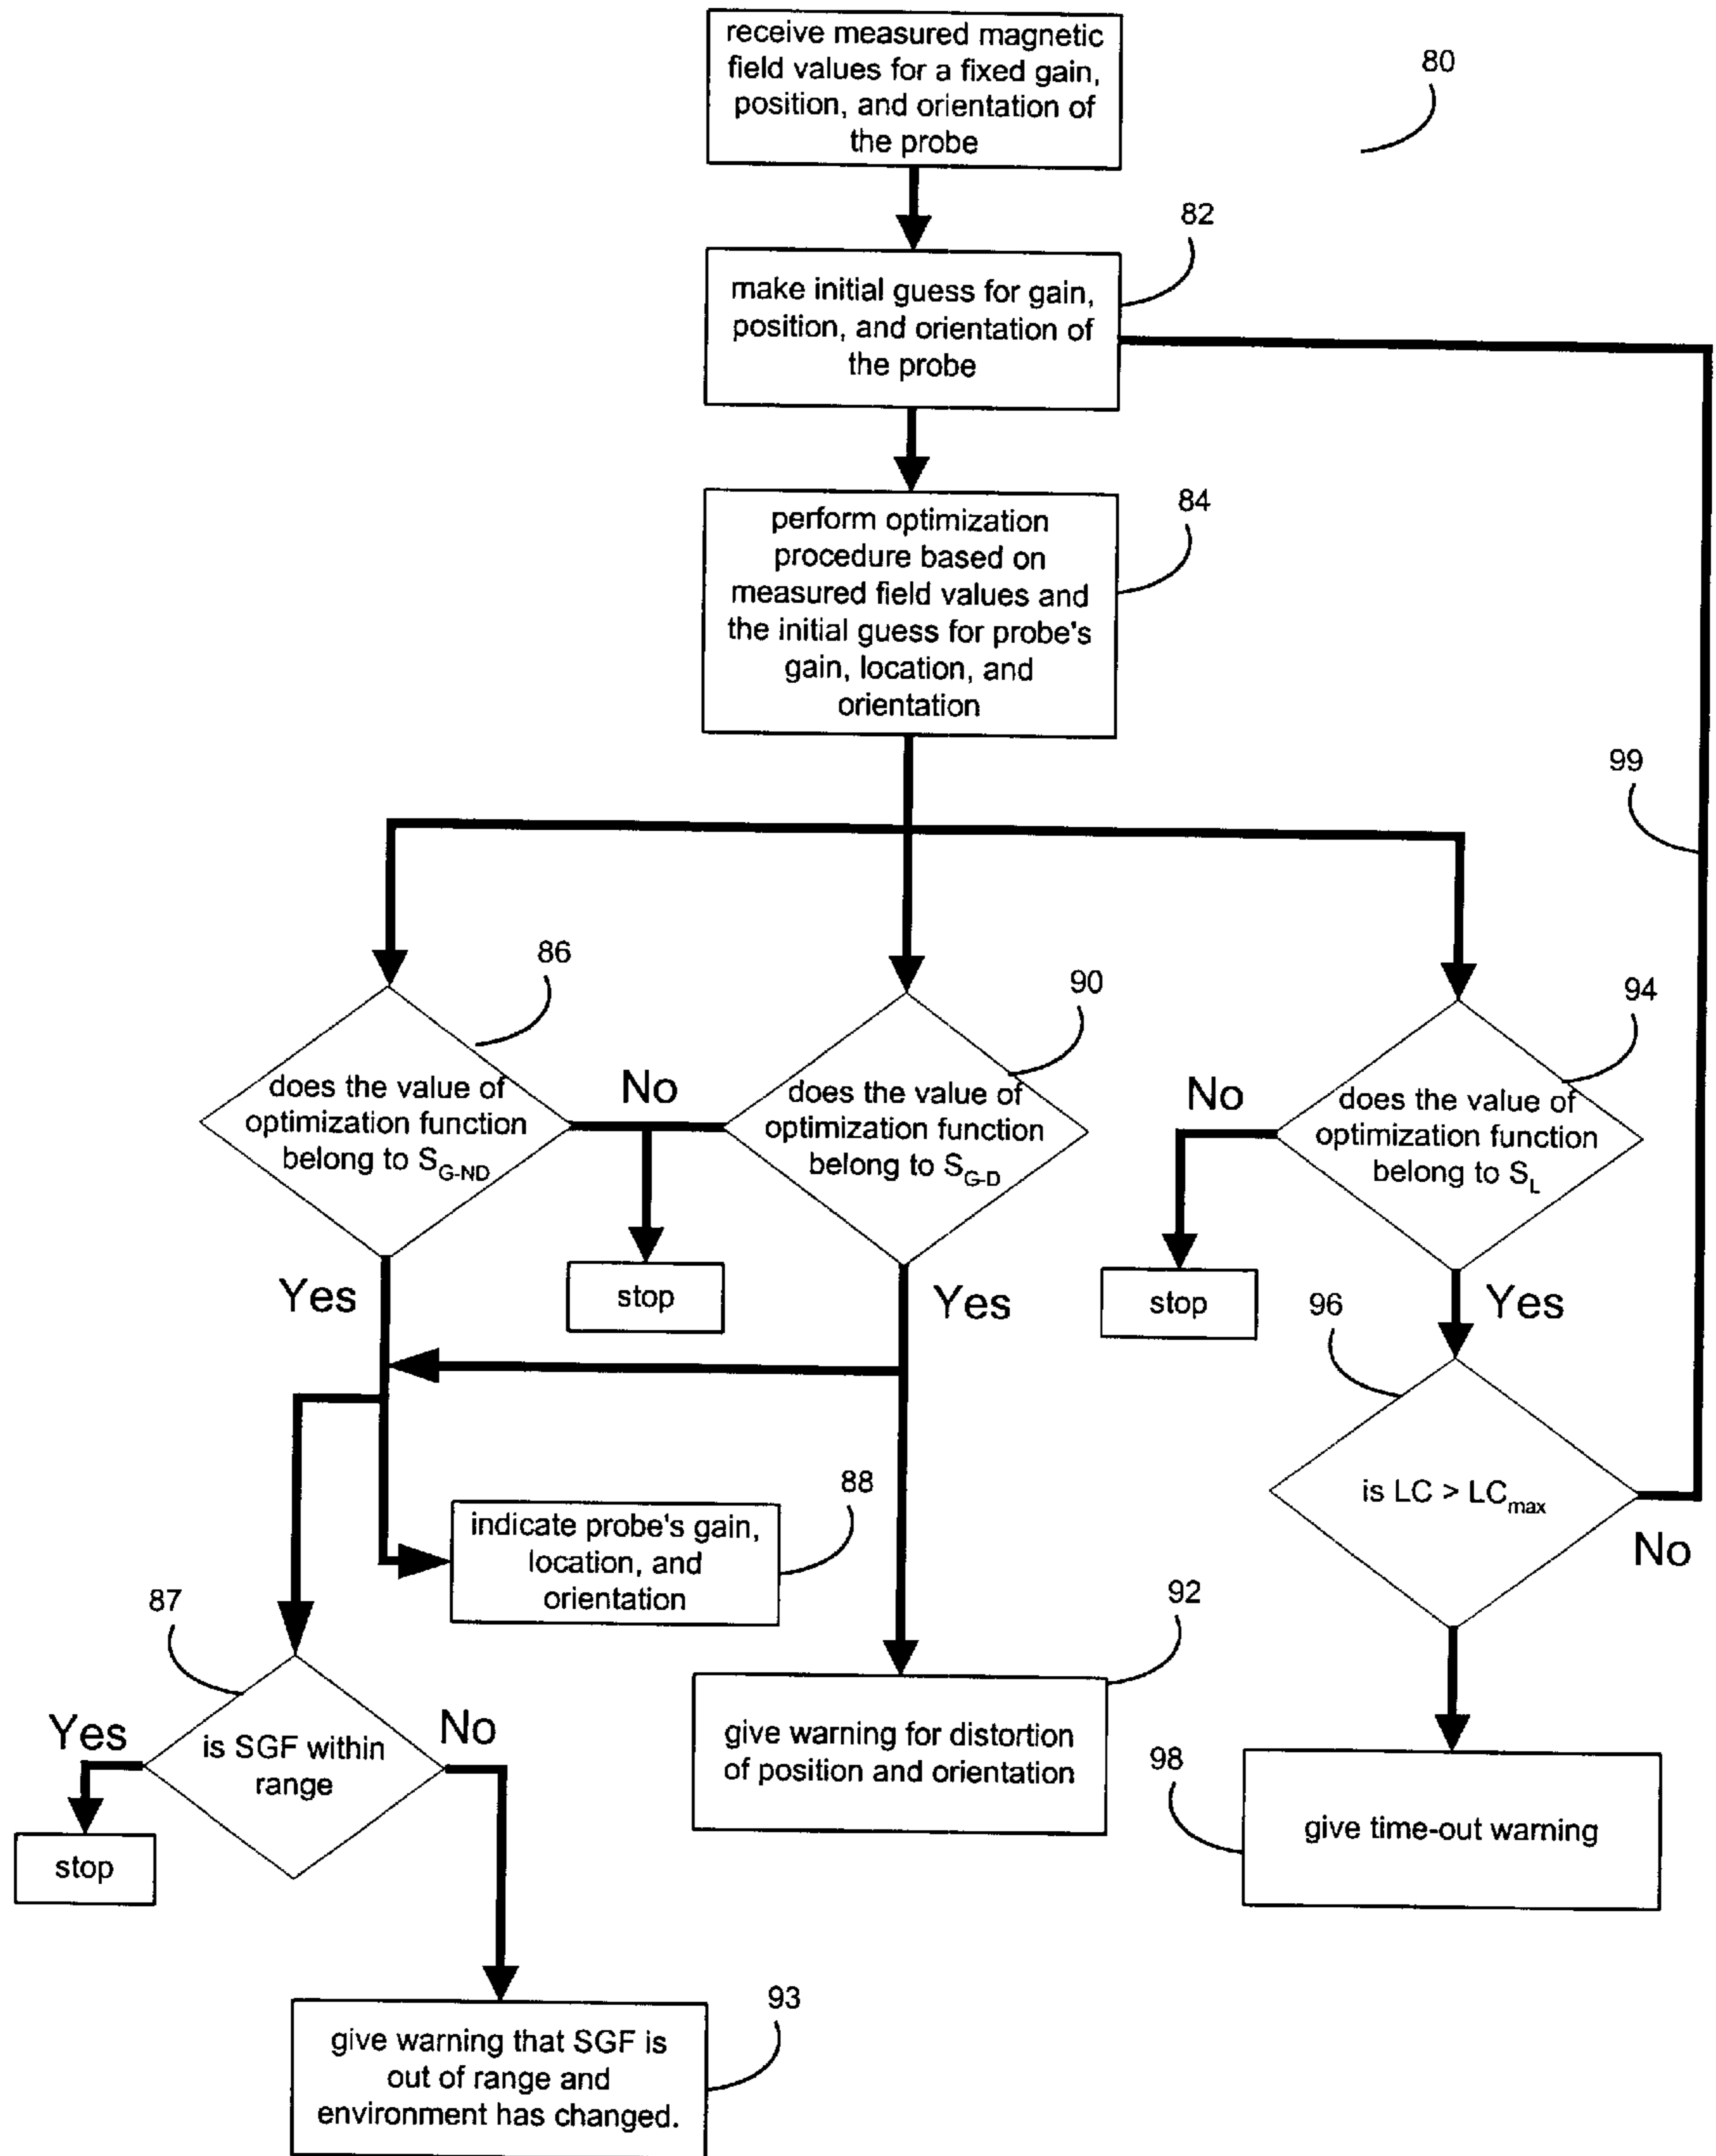 receive measured magnetic
field values for a fixed gain,
position, and orientation of
the probe
80
82
make initial guess for gain,
position, and orientation of
the probe
84
perform optimization
procedure based on
measured field values and
the initial guess for probe's
gain, location, and
orientation
99
86
90
94
does the value of
optimization function
belong to S_G-ND
No
does the value of
optimization function
belong to S_G-D
No
does the value of
optimization function
belong to S_L
Yes
stop
Yes
stop
Yes
96
is LC > LC_max
No
88
indicate probe's gain,
location, and
orientation
87
92
Yes
is SGF within
range
No
give warning for distortion
of position and orientation
98
give time-out warning
stop
93
give warning that SGF is
out of range and
environment has changed.